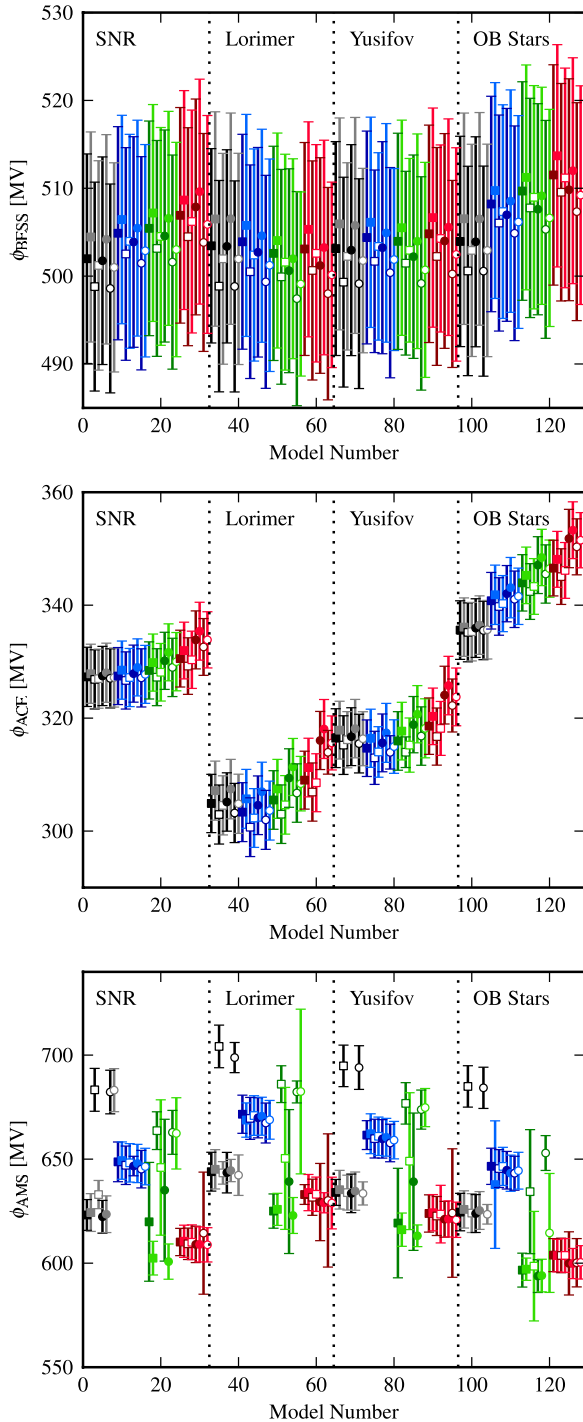 530
SNR
Lorimer
Yusifov
OB Stars
520
510
ϕBFSS [MV]
500
490
0 20 40 60 80 100 120
Model Number
360
SNR
Lorimer
Yusifov
OB Stars
340
ϕACE [MV]
320
300
0 20 40 60 80 100 120
Model Number
SNR
Lorimer
Yusifov
OB Stars
700
ϕAMS [MV]
650
600
550
0 20 40 60 80 100 120
Model Number